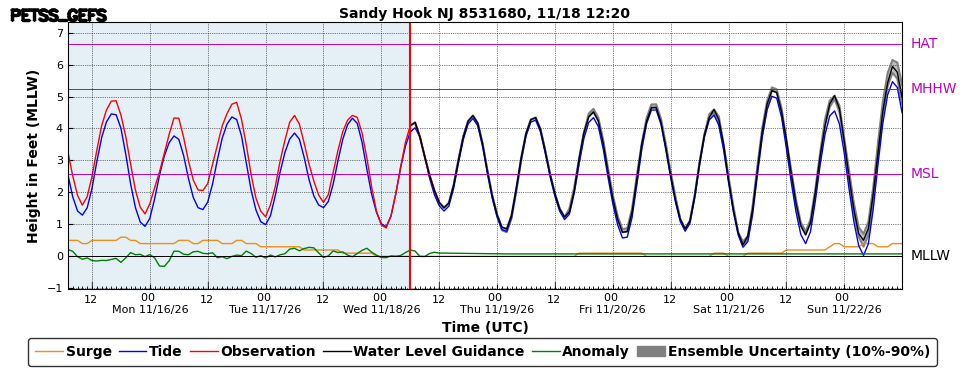 PETSS_GEFS
Sandy Hook NJ 8531680, 11/18 12:20
Height in Feet (MLLW)
7
6
5
4
3
2
1
0
−1
HAT
MHHW
MSL
MLLW
12 00 12 00 12 00 12 00 12 00 12 00 12 00
Mon 11/16/26 Tue 11/17/26 Wed 11/18/26 Thu 11/19/26 Fri 11/20/26 Sat 11/21/26 Sun 11/22/26
Time (UTC)
Surge Tide Observation Water Level Guidance Anomaly Ensemble Uncertainty (10%-90%)